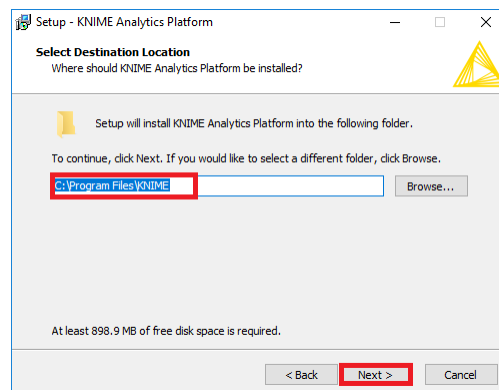 Setup - KNIME Analytics Platform
Select Destination Location
Where should KNIME Analytics Platform be installed?
Setup will install KNIME Analytics Platform into the following folder.
To continue, click Next. If you would like to select a different folder, click Browse.
C:\Program Files\KNIME
Browse...
At least 898.9 MB of free disk space is required.
< Back
Next >
Cancel